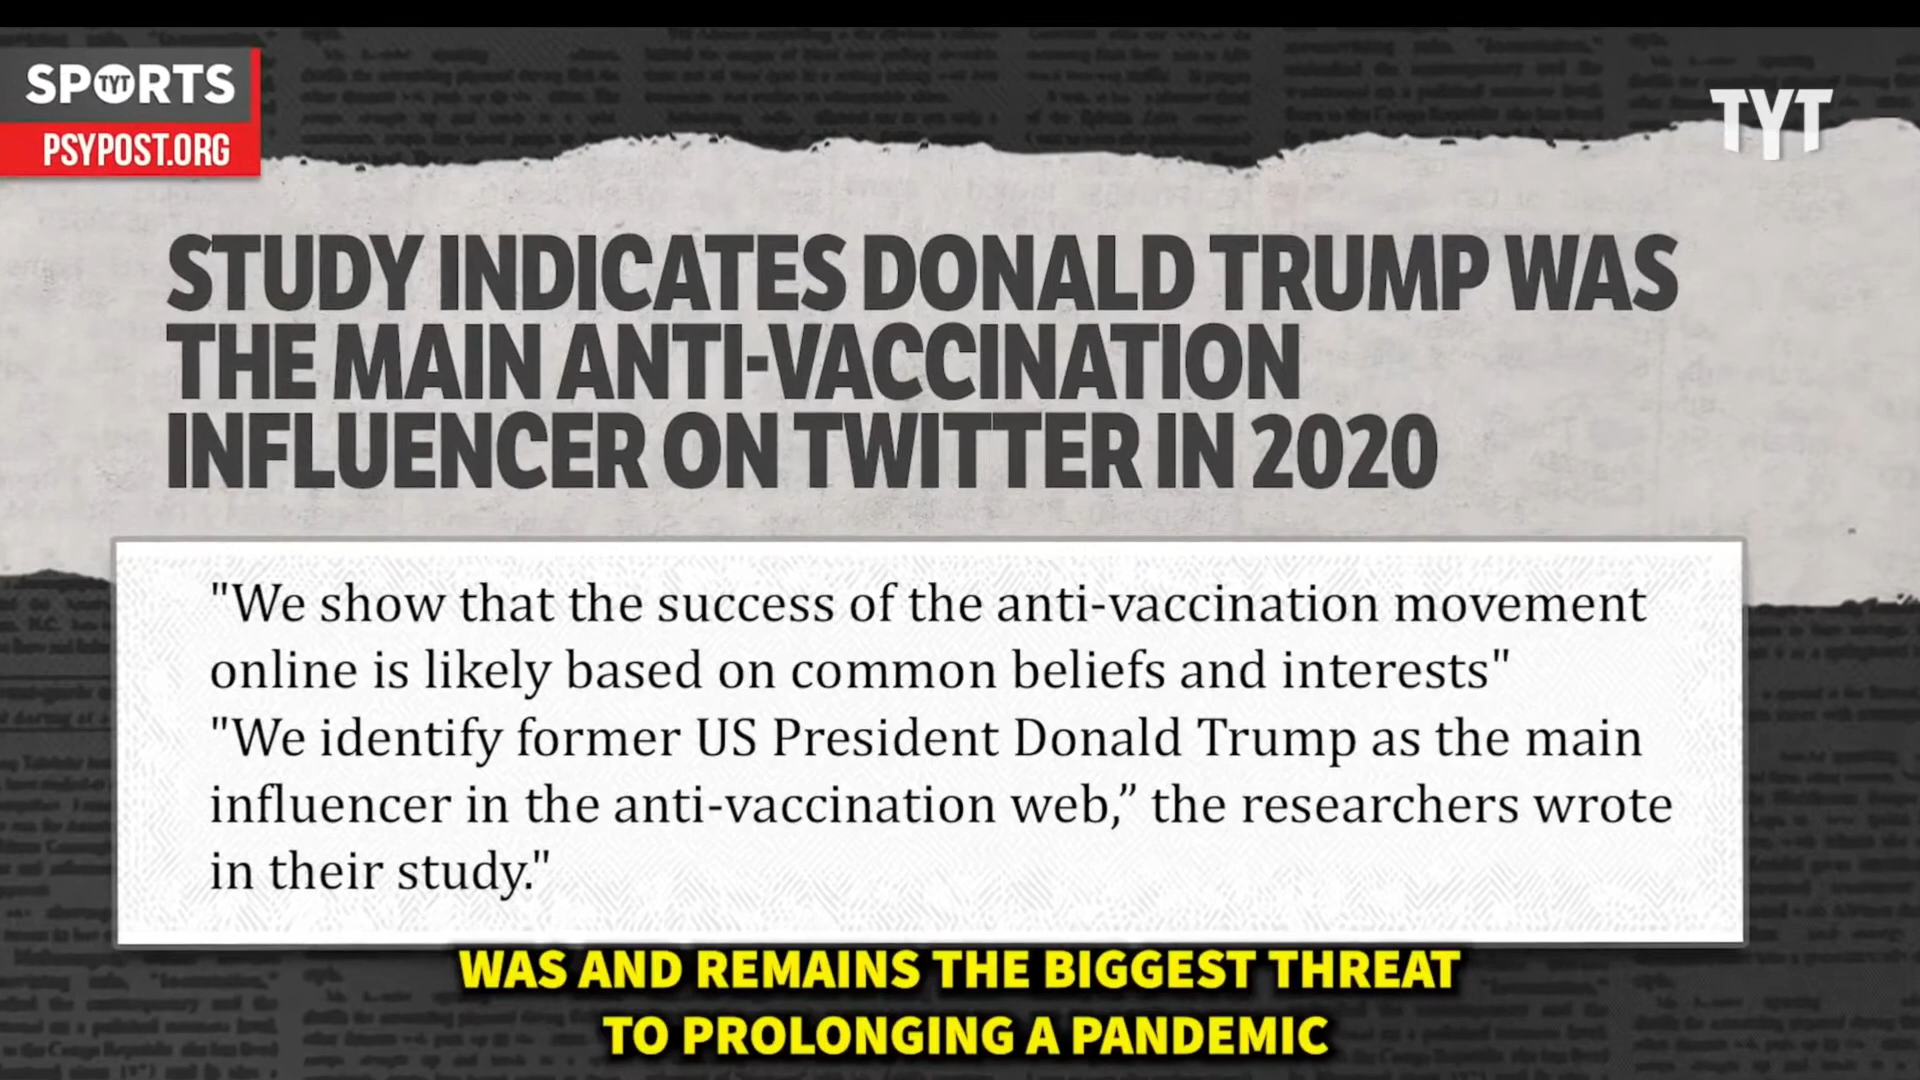 SPORTS
TYT
PSYPOST.ORG
TYT
STUDY INDICATES DONALD TRUMP WAS
THE MAIN ANTI-VACCINATION
INFLUENCER ON TWITTER IN 2020
"We show that the success of the anti-vaccination movement
online is likely based on common beliefs and interests"
"We identify former US President Donald Trump as the main
influencer in the anti-vaccination web,” the researchers wrote
in their study."
WAS AND REMAINS THE BIGGEST THREAT
TO PROLONGING A PANDEMIC